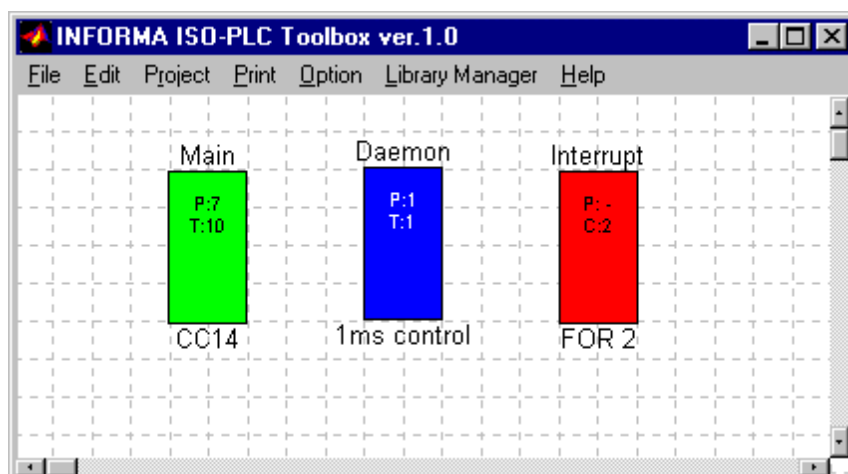 INFORMA ISO-PLC Toolbox ver.1.0
File Edit Project Print Option Library Manager Help
Main Daemon Interrupt
P:7 P:1 P: -
T:10 T:1 C:2
CC14 1ms control FOR 2